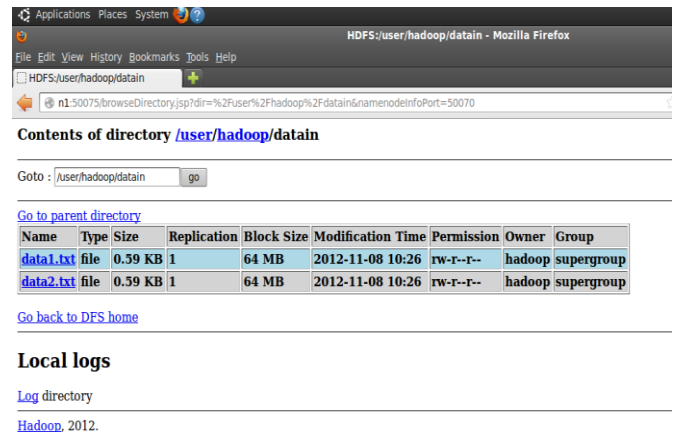 Applications Places System
HDFS:/user/hadoop/datain - Mozilla Firefox
File Edit View History Bookmarks Tools Help
HDFS:/user/hadoop/datain
n1:50075/browseDirectory.jsp?dir=%2Fuser%2Fhadoop%2Fdatain&namenodeInfoPort=50070
Contents of directory /user/hadoop/datain
Goto : /user/hadoop/datain go
Go to parent directory
Name Type Size Replication Block Size Modification Time Permission Owner Group
data1.txt file 0.59 KB 1 64 MB 2012-11-08 10:26 rw-r--r-- hadoop supergroup
data2.txt file 0.59 KB 1 64 MB 2012-11-08 10:26 rw-r--r-- hadoop supergroup
Go back to DFS home
Local logs
Log directory
Hadoop, 2012.